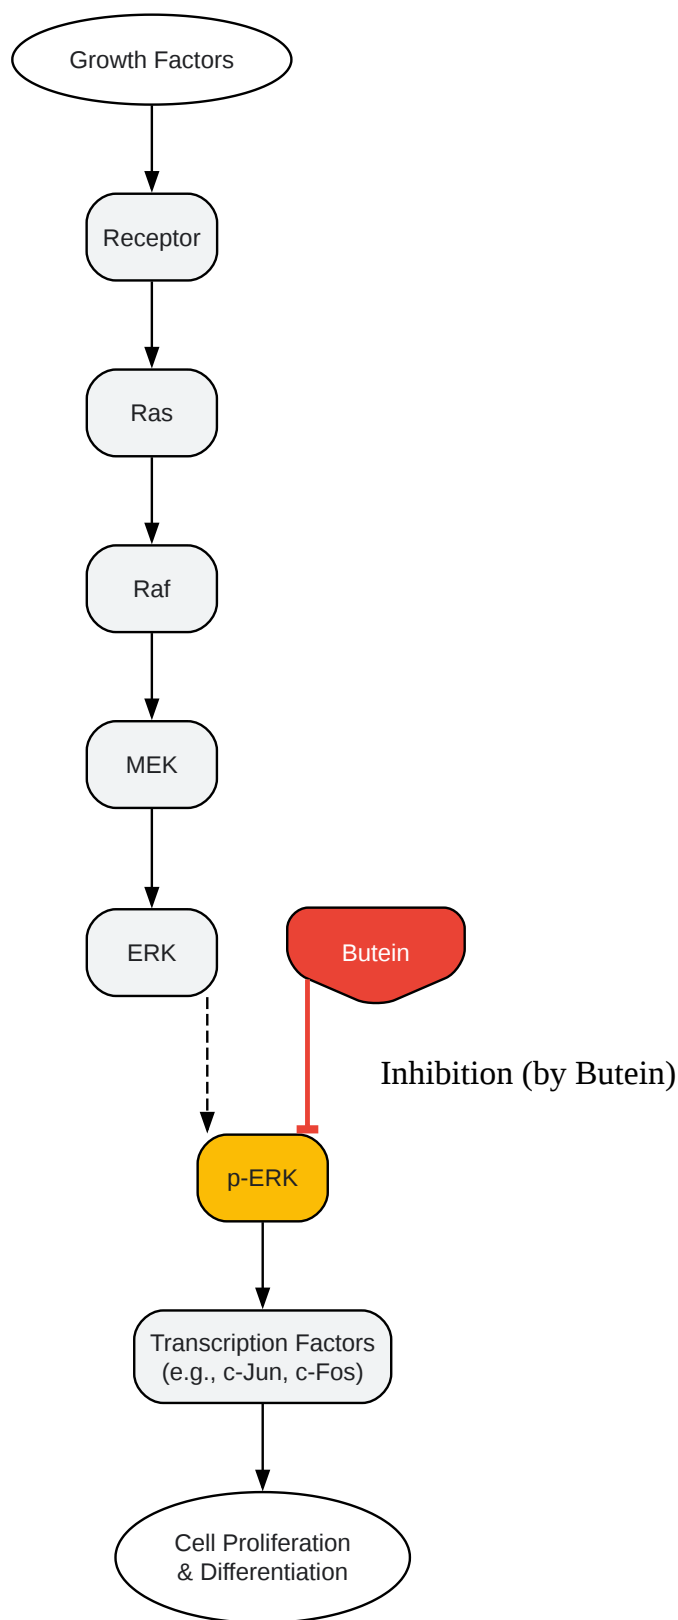 Growth Factors
Receptor
Ras
Raf
MEK
ERK
Butein
Inhibition (by Butein)
p-ERK
Transcription Factors
(e.g., c-Jun, c-Fos)
Cell Proliferation
& Differentiation